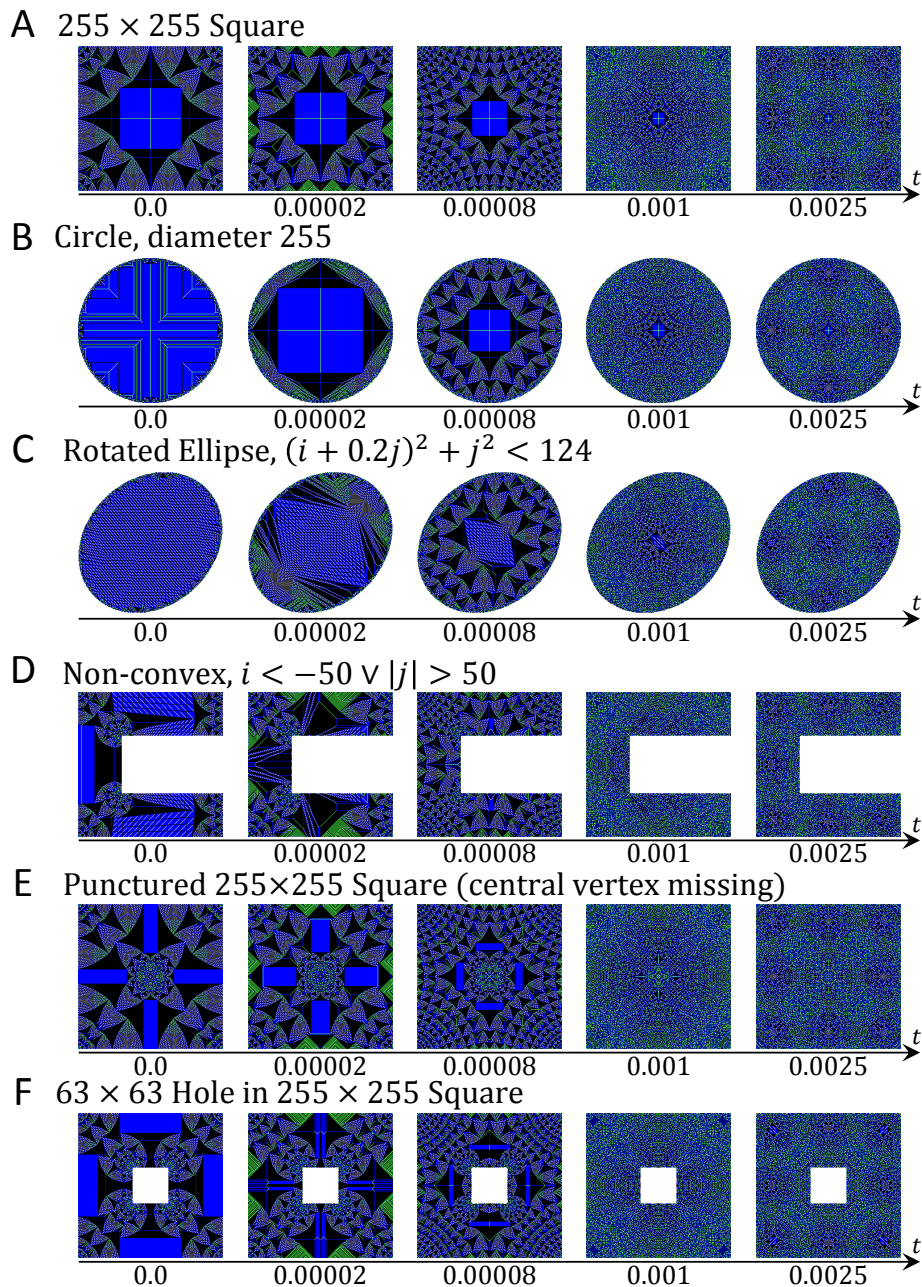 A 255 × 255 Square
t
0.0 0.00002 0.00008 0.001 0.0025
B Circle, diameter 255
t
0.0 0.00002 0.00008 0.001 0.0025
C Rotated Ellipse, (i + 0.2j)² + j² < 124
t
0.0 0.00002 0.00008 0.001 0.0025
D Non-convex, i < −50 ∨ |j| > 50
t
0.0 0.00002 0.00008 0.001 0.0025
E Punctured 255×255 Square (central vertex missing)
t
0.0 0.00002 0.00008 0.001 0.0025
F 63 × 63 Hole in 255 × 255 Square
t
0.0 0.00002 0.00008 0.001 0.0025